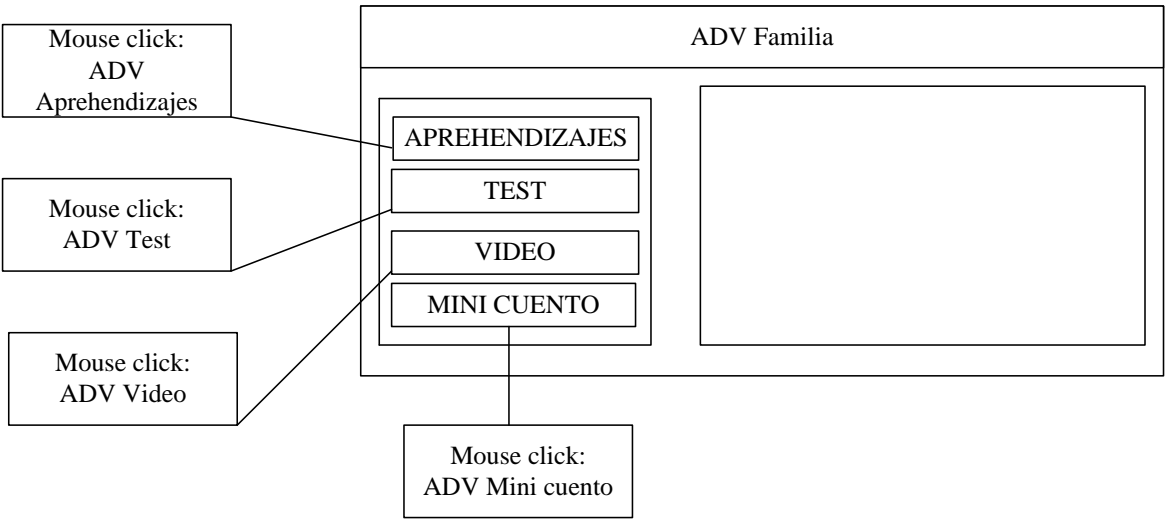 ADV Familia
Mouse click:
ADV
Aprehendizajes
APREHENDIZAJES
Mouse click:
ADV Test
TEST
VIDEO
MINI CUENTO
Mouse click:
ADV Video
Mouse click:
ADV Mini cuento